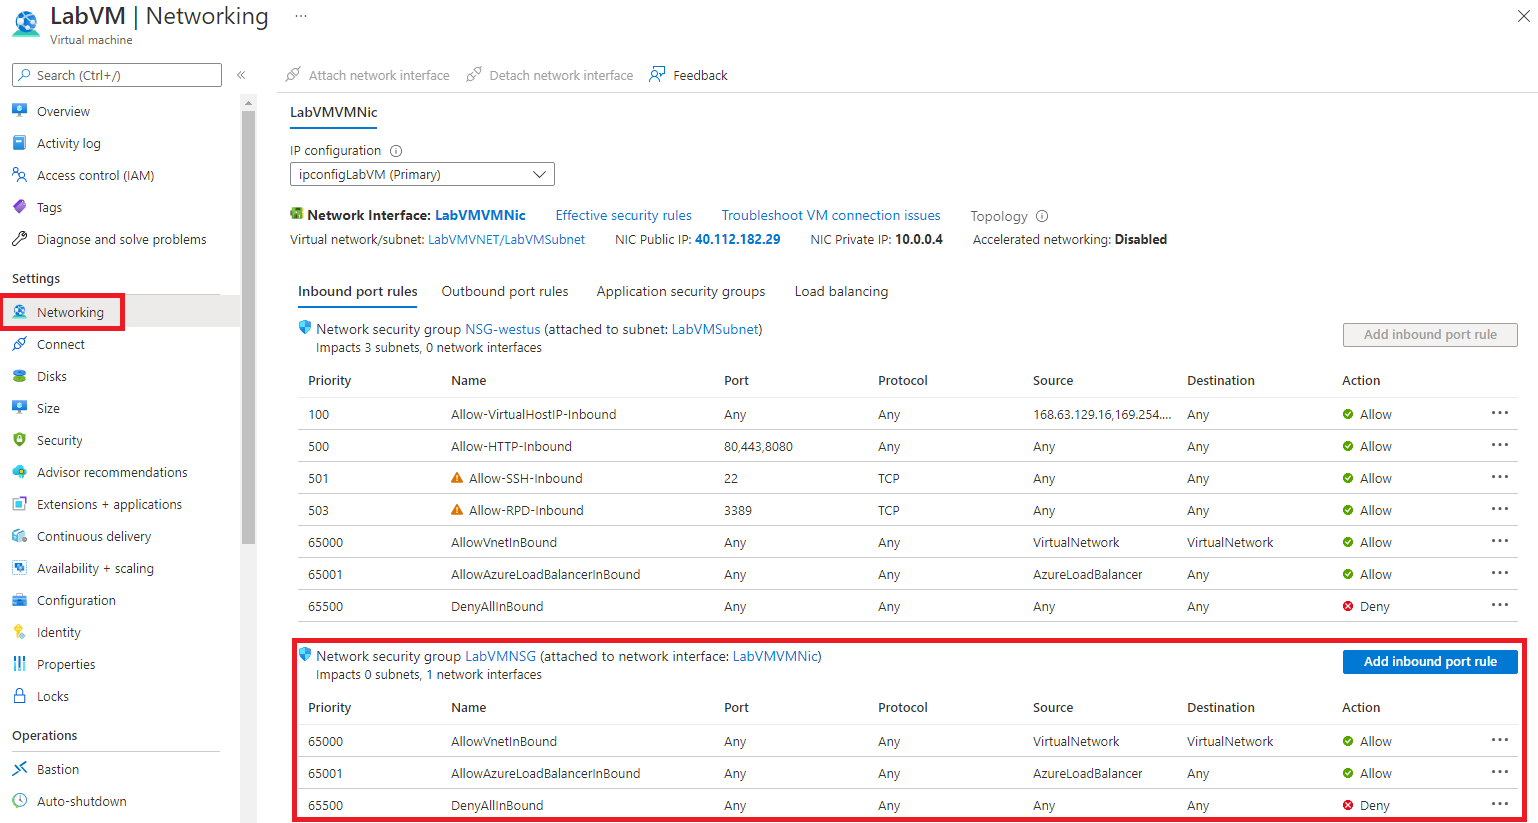 LabVM | Networking ...
Virtual machine
Search (Ctrl+/) «
Attach network interface Detach network interface Feedback
Overview
Activity log
Access control (IAM)
Tags
Diagnose and solve problems
Settings
Networking
Connect
Disks
Size
Security
Advisor recommendations
Extensions + applications
Continuous delivery
Availability + scaling
Configuration
Identity
Properties
Locks
Operations
Bastion
Auto-shutdown
LabVMVMNic
IP configuration
ipconfigLabVM (Primary)
Network Interface: LabVMVMNic Effective security rules Troubleshoot VM connection issues Topology
Virtual network/subnet: LabVMVNET/LabVMSubnet NIC Public IP: 40.112.182.29 NIC Private IP: 10.0.0.4 Accelerated networking: Disabled
Inbound port rules Outbound port rules Application security groups Load balancing
Network security group NSG-westus (attached to subnet: LabVMSubnet)
Impacts 3 subnets, 0 network interfaces
Add inbound port rule
Priority Name Port Protocol Source Destination Action
100 Allow-VirtualHostIP-Inbound Any Any 168.63.129.16,169.254.... Any Allow ...
500 Allow-HTTP-Inbound 80,443,8080 Any Any Any Allow ...
501 Allow-SSH-Inbound 22 TCP Any Any Allow ...
503 Allow-RPD-Inbound 3389 TCP Any Any Allow ...
65000 AllowVnetInBound Any Any VirtualNetwork VirtualNetwork Allow ...
65001 AllowAzureLoadBalancerInBound Any Any AzureLoadBalancer Any Allow ...
65500 DenyAllInBound Any Any Any Any Deny ...
Network security group LabVMNSG (attached to network interface: LabVMVMNic)
Impacts 0 subnets, 1 network interfaces
Add inbound port rule
Priority Name Port Protocol Source Destination Action
65000 AllowVnetInBound Any Any VirtualNetwork VirtualNetwork Allow ...
65001 AllowAzureLoadBalancerInBound Any Any AzureLoadBalancer Any Allow ...
65500 DenyAllInBound Any Any Any Any Deny ...